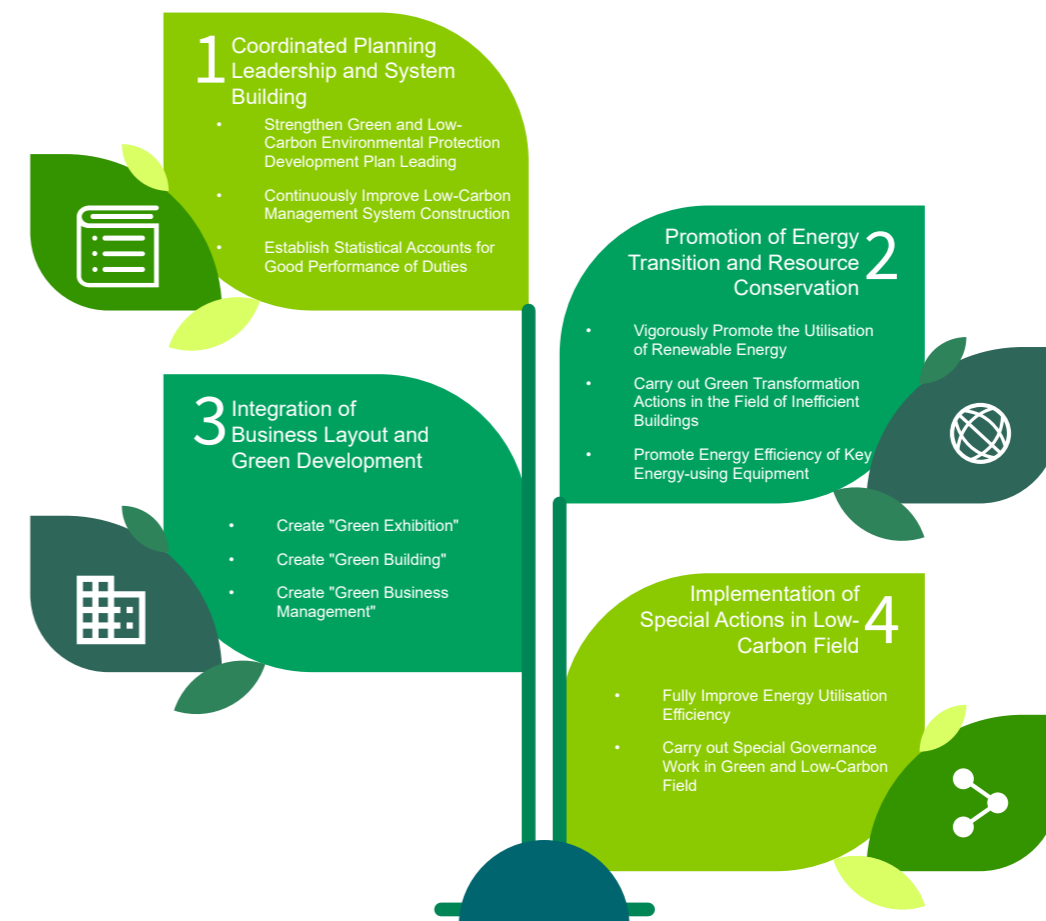 1
Coordinated Planning
Leadership and System
Building
• Strengthen Green and Low-
Carbon Environmental Protection
Development Plan Leading
• Continuously Improve Low-Carbon
Management System Construction
• Establish Statistical Accounts for
Good Performance of Duties
2
Promotion of Energy
Transition and Resource
Conservation
• Vigorously Promote the Utilisation
of Renewable Energy
• Carry out Green Transformation
Actions in the Field of Inefficient
Buildings
• Promote Energy Efficiency of Key
Energy-using Equipment
3
Integration of
Business Layout and
Green Development
• Create "Green Exhibition"
• Create "Green Building"
• Create "Green Business
Management"
4
Implementation of
Special Actions in Low-
Carbon Field
• Fully Improve Energy Utilisation
Efficiency
• Carry out Special Governance
Work in Green and Low-Carbon
Field